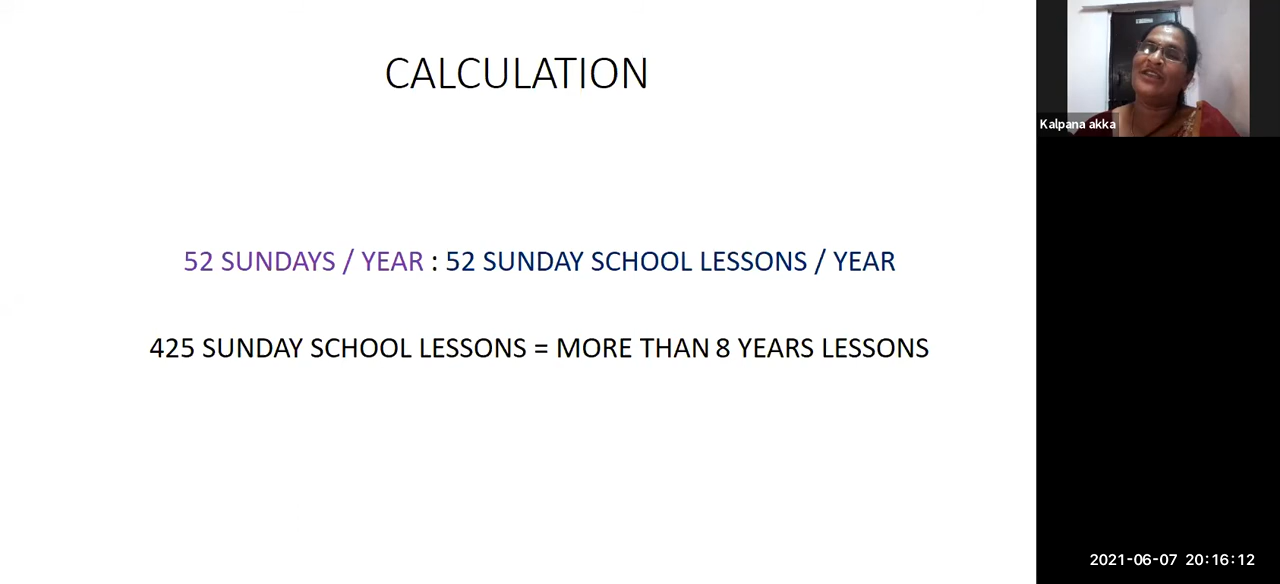 CALCULATION
52 SUNDAYS / YEAR : 52 SUNDAY SCHOOL LESSONS / YEAR
425 SUNDAY SCHOOL LESSONS = MORE THAN 8 YEARS LESSONS
Kalpana akka
2021-06-07 20:16:12